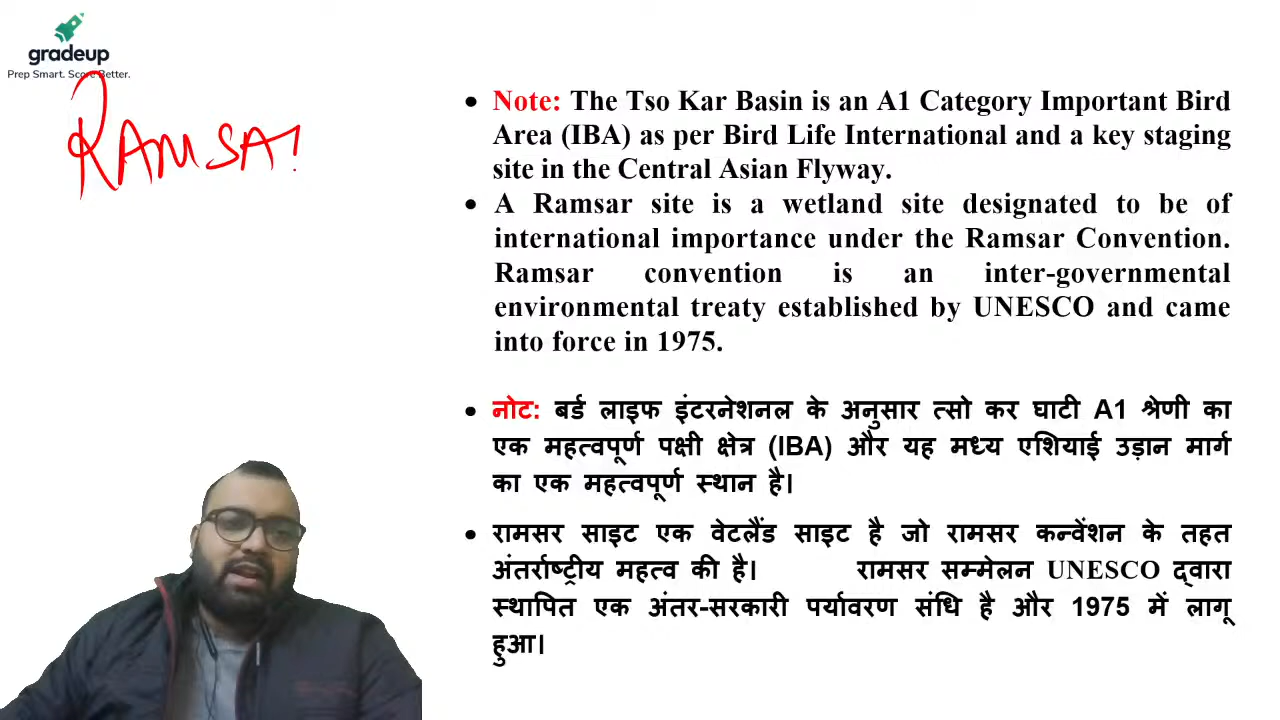 gradeup
Prep Smart. Score Better.
RAMSAR
Note: The Tso Kar Basin is an A1 Category Important Bird
Area (IBA) as per Bird Life International and a key staging
site in the Central Asian Flyway.
A Ramsar site is a wetland site designated to be of
international importance under the Ramsar Convention.
Ramsar convention is an inter-governmental
environmental treaty established by UNESCO and came
into force in 1975.
नोट: बर्ड लाइफ इंटरनेशनल के अनुसार त्सो कर घाटी A1 श्रेणी का
एक महत्वपूर्ण पक्षी क्षेत्र (IBA) और यह मध्य एशियाई उड़ान मार्ग
का एक महत्वपूर्ण स्थान है।
रामसर साइट एक वेटलैंड साइट है जो रामसर कन्वेंशन के तहत
अंतर्राष्ट्रीय महत्व की है। रामसर सम्मेलन UNESCO द्वारा
स्थापित एक अंतर-सरकारी पर्यावरण संधि है और 1975 में लागू
हुआ।